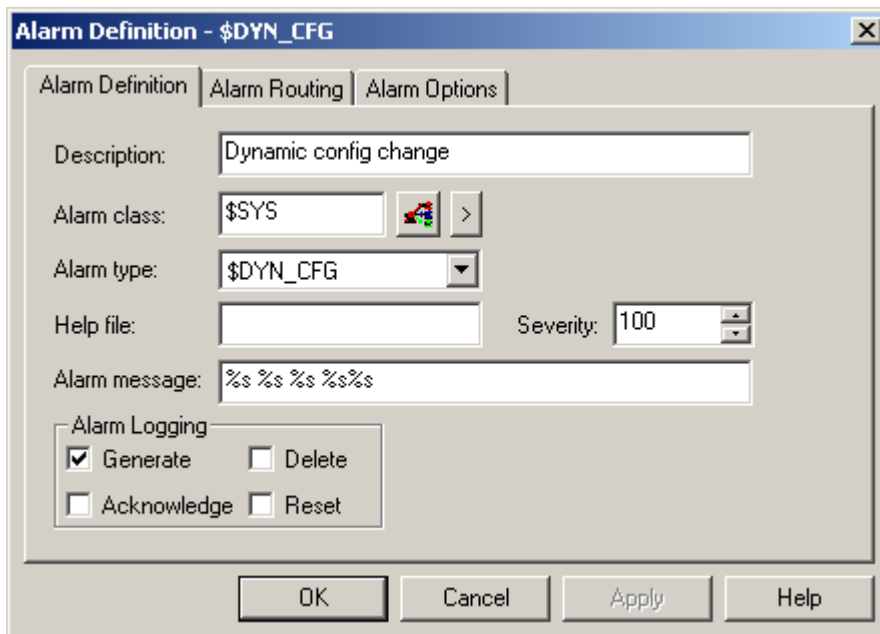 Alarm Definition - $DYN_CFG
Alarm Definition Alarm Routing Alarm Options
Description: Dynamic config change
Alarm class: $SYS >
Alarm type: $DYN_CFG
Help file: Severity: 100
Alarm message: %s %s %s %s%s
Alarm Logging
Generate Delete
Acknowledge Reset
OK Cancel Apply Help